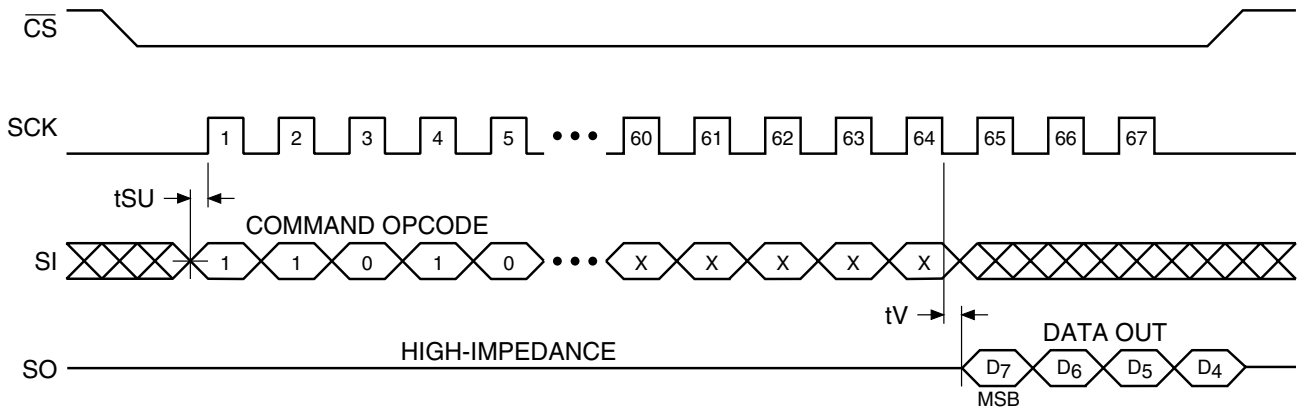 CS
SCK
1 2 3 4 5 ••• 60 61 62 63 64 65 66 67
tSU
COMMAND OPCODE
SI
1 1 0 1 0 ••• X X X X X
tV
HIGH-IMPEDANCE
DATA OUT
SO
D7 D6 D5 D4
MSB